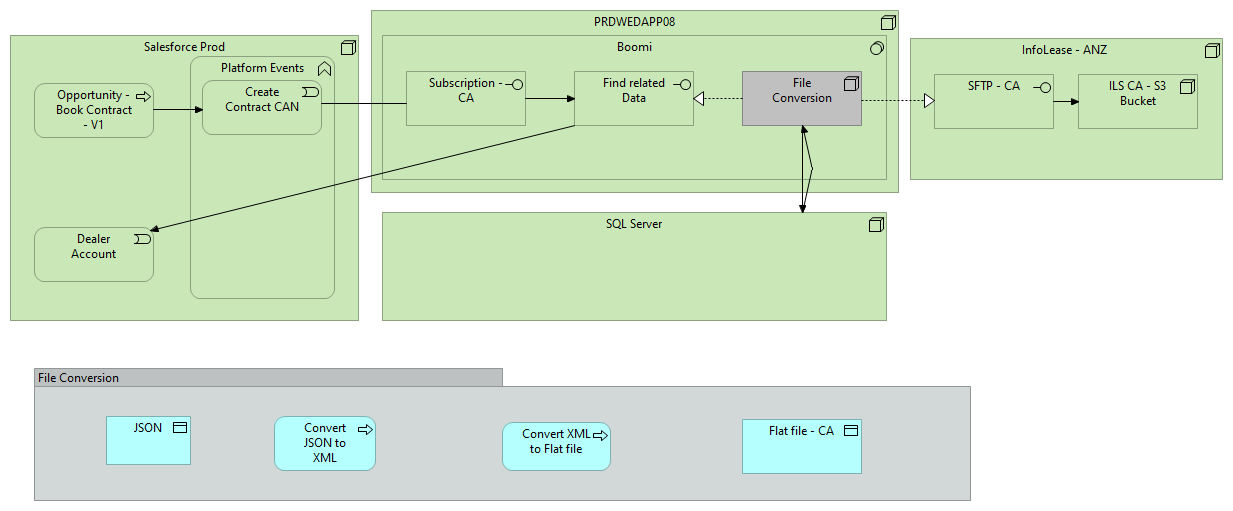 PRDWEDAPP08
Salesforce Prod
Boomi
InfoLease - ANZ
Platform Events
Opportunity -
Book Contract
- V1
Create
Contract CAN
Subscription -
CA
Find related
Data
File
Conversion
SFTP - CA
ILS CA - S3
Bucket
Dealer
Account
SQL Server
File Conversion
JSON
Convert
JSON to
XML
Convert XML
to Flat file
Flat file - CA